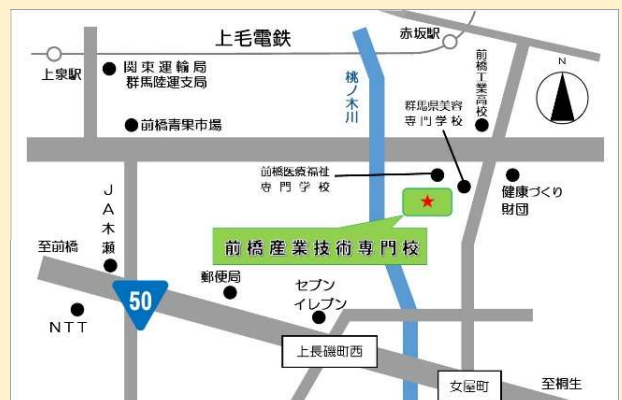 上毛電鉄
赤坂駅
上泉駅
関東運輸局
群馬陸運支局
前橋青果市場
桃ノ木川
前橋工業高校
群馬県美容
専門学校
N
前橋医療福祉
専門学校
健康づくり
財団
JA木瀬
前橋産業技術専門校
至前橋
50
郵便局
セブン
イレブン
NTT
上長磯町西
女屋町
至桐生